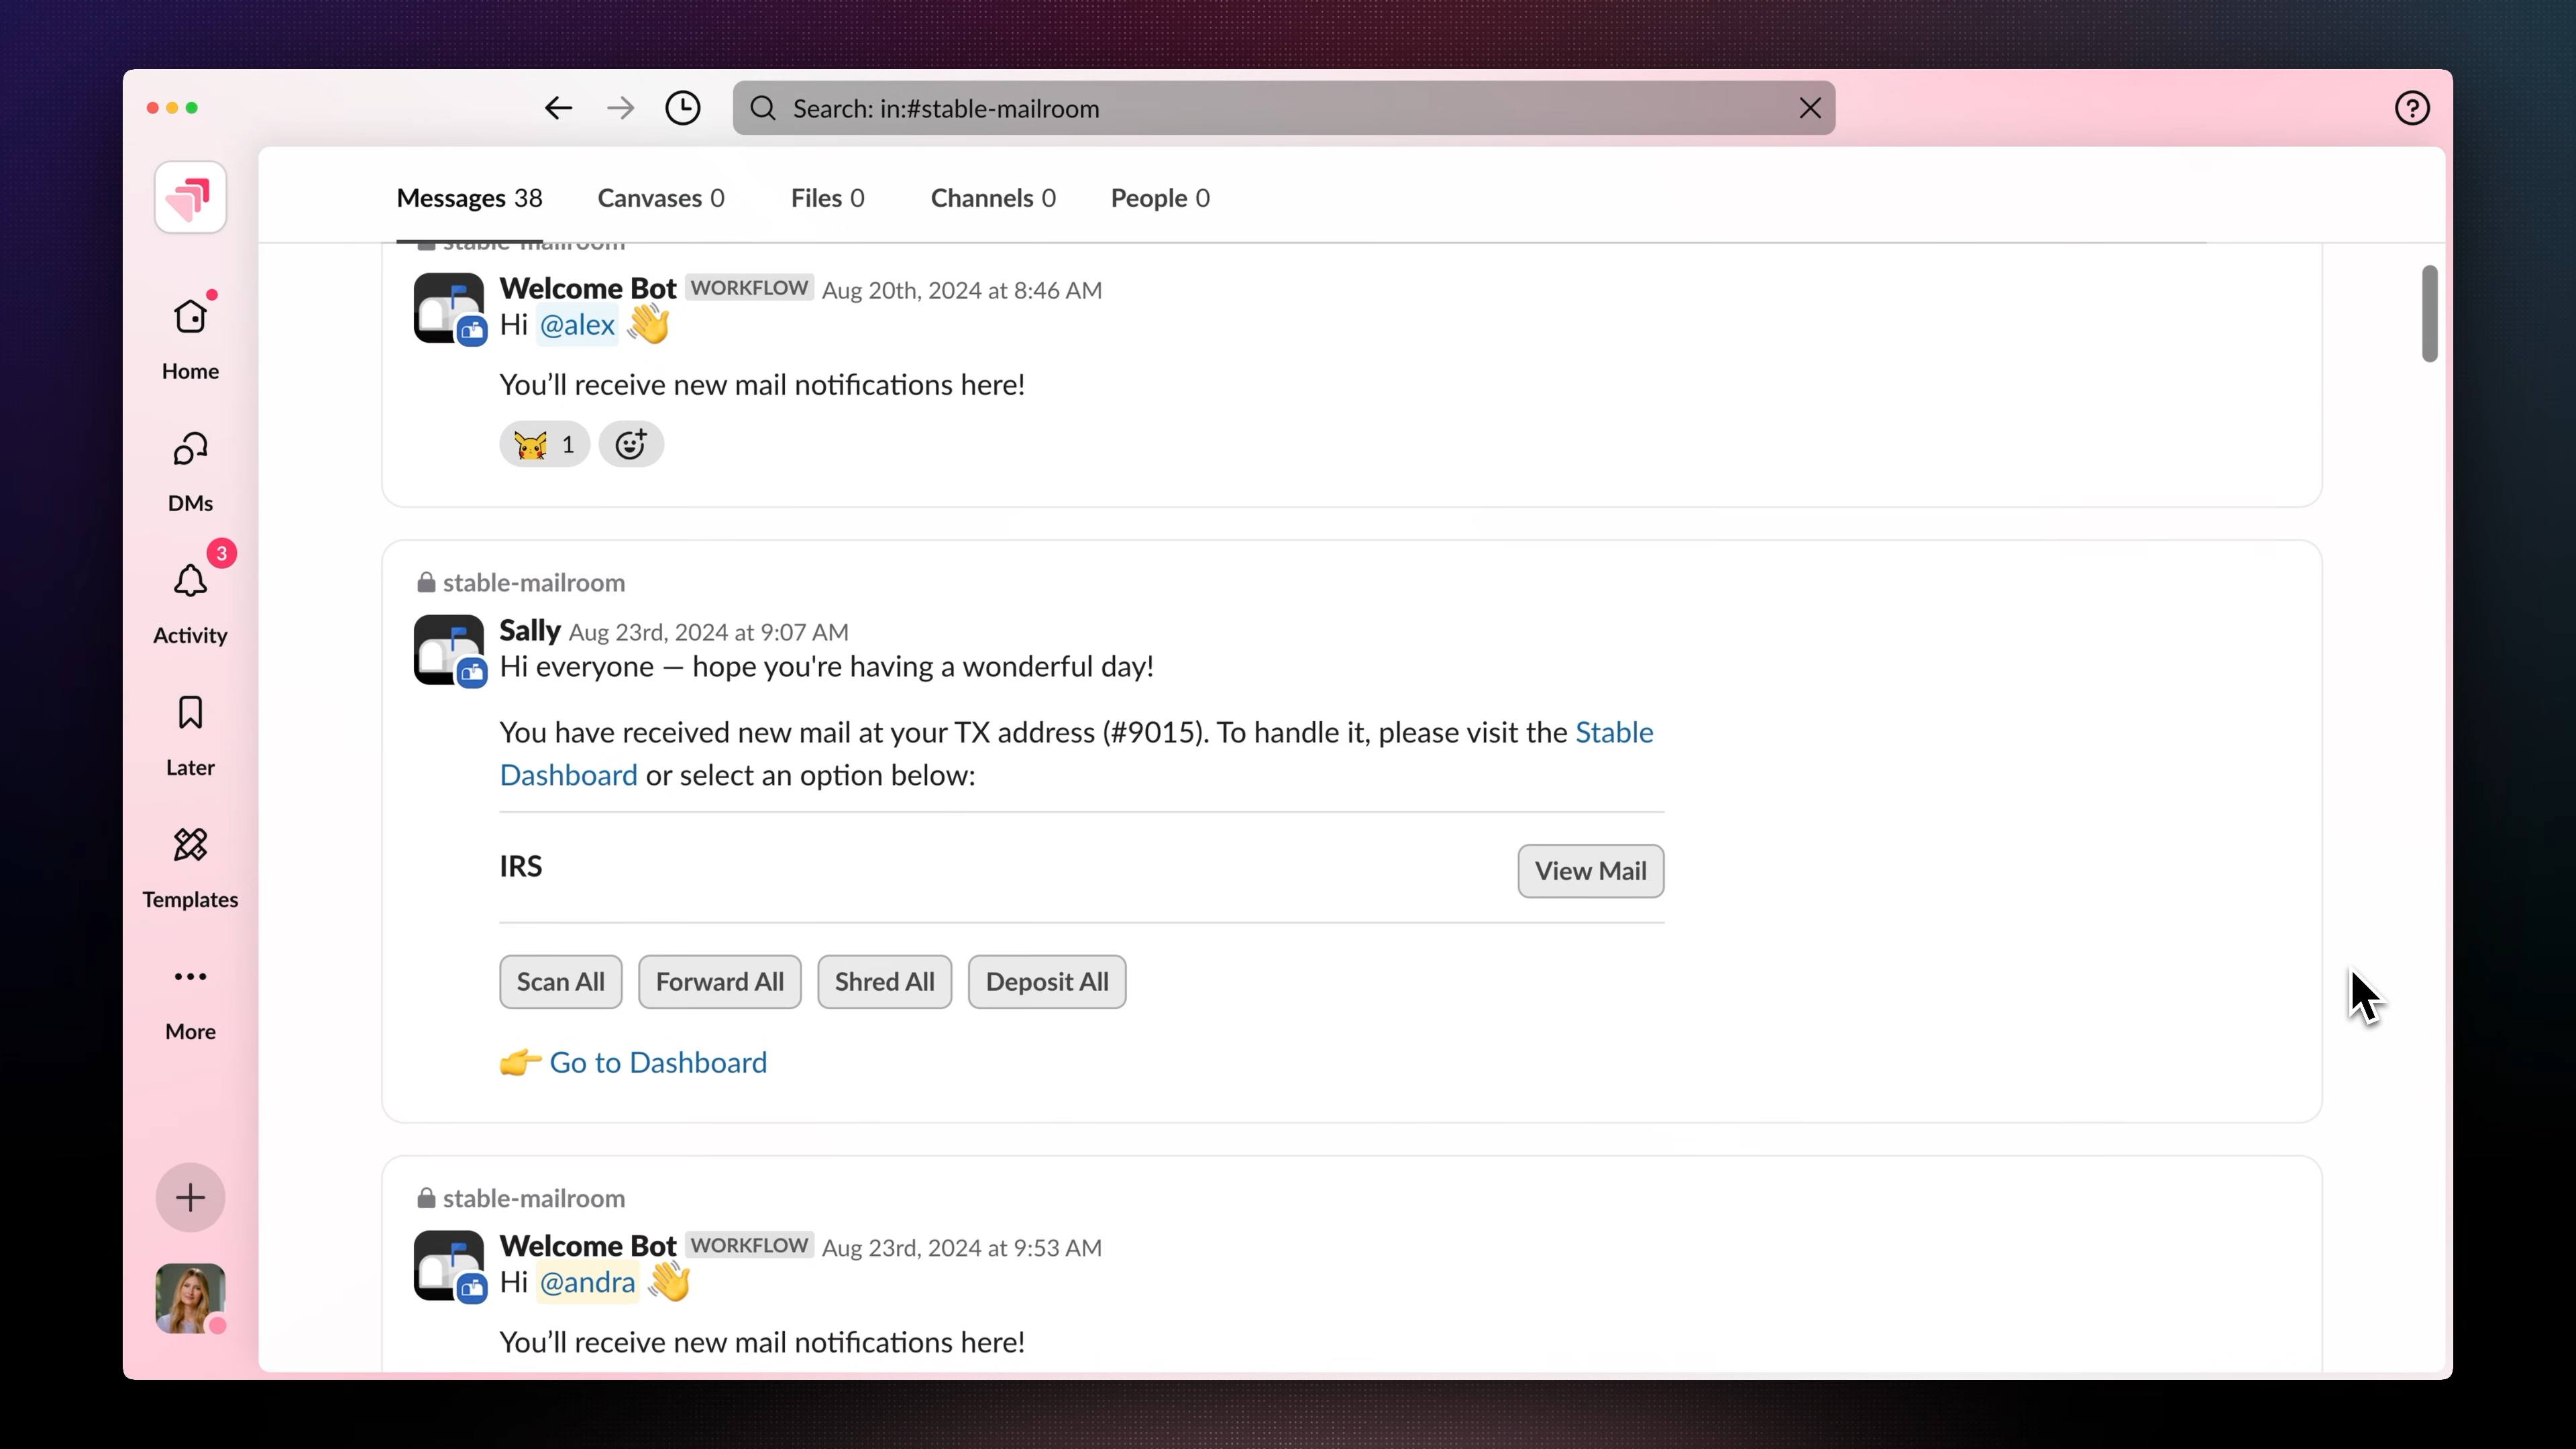 Search: in:#stable-mailroom
Messages 38
Canvases 0
Files 0
Channels 0
People 0
Home
DMs
3
Activity
Later
Templates
More
stable-mailroom
Welcome Bot WORKFLOW Aug 20th, 2024 at 8:46 AM
Hi @alex 👋
You’ll receive new mail notifications here!
1
stable-mailroom
Sally Aug 23rd, 2024 at 9:07 AM
Hi everyone — hope you're having a wonderful day!
You have received new mail at your TX address (#9015). To handle it, please visit the Stable
Dashboard or select an option below:
IRS
View Mail
Scan All
Forward All
Shred All
Deposit All
👉 Go to Dashboard
stable-mailroom
Welcome Bot WORKFLOW Aug 23rd, 2024 at 9:53 AM
Hi @andra 👋
You’ll receive new mail notifications here!